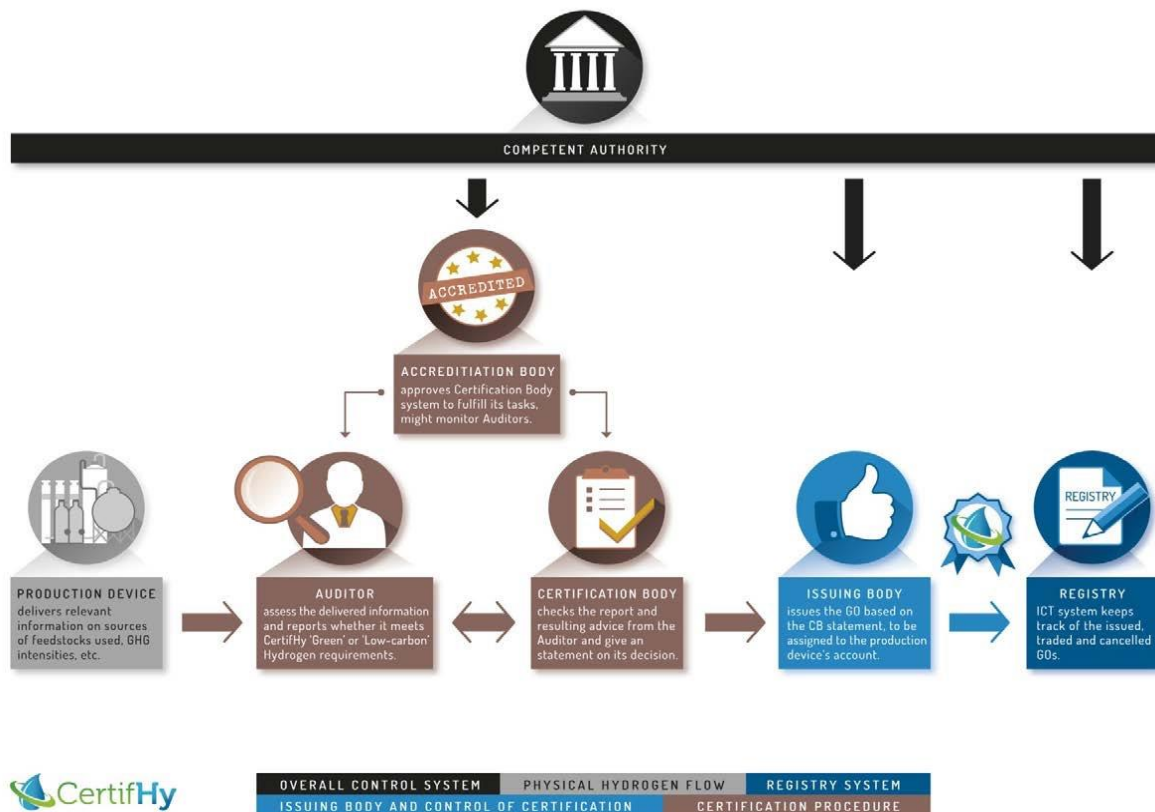 COMPETENT AUTHORITY
ACCREDITED
ACCREDITIATION BODY
approves Certification Body
system to fulfill its tasks,
might monitor Auditors.
PRODUCTION DEVICE
delivers relevant
information on sources
of feedstocks used, GHG
intensities, etc.
AUDITOR
assess the delivered information
and reports whether it meets
CertifHy 'Green' or 'Low-carbon'
Hydrogen requirements.
CERTIFICATION BODY
checks the report and
resulting advice from the
Auditor and give an
statement on its decision.
ISSUING BODY
issues the GO based on
the CB statement, to be
assigned to the production
device's account.
REGISTRY
REGISTRY
ICT system keeps
track of the issued,
traded and cancelled
GOs.
CertifHy
OVERALL CONTROL SYSTEM
PHYSICAL HYDROGEN FLOW
REGISTRY SYSTEM
ISSUING BODY AND CONTROL OF CERTIFICATION
CERTIFICATION PROCEDURE